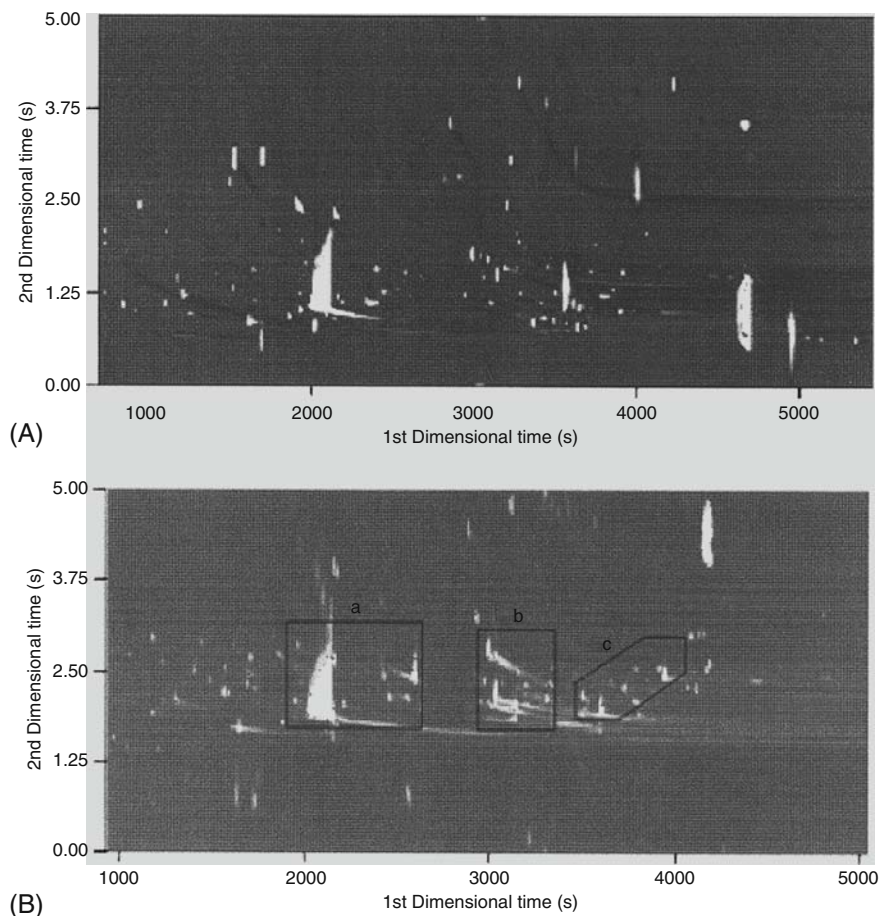 5.00
3.75
2.50
1.25
0.00
2nd Dimensional time (s)
1000 2000 3000 4000 5000
1st Dimensional time (s)
(A)
5.00
3.75
2.50
1.25
0.00
2nd Dimensional time (s)
a
b
c
1000 2000 3000 4000 5000
1st Dimensional time (s)
(B)